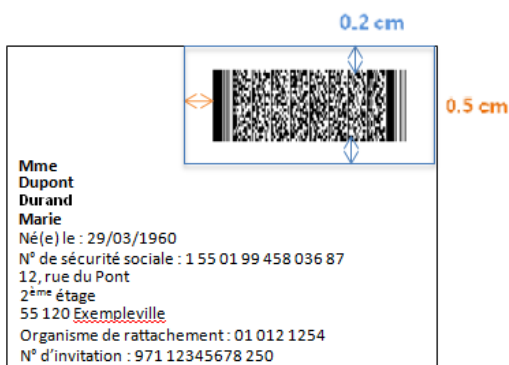 0.2 cm
0.5 cm
Mme
Dupont
Durand
Marie
Né(e) le : 29/03/1960
N° de sécurité sociale : 1 55 01 99 458 036 87
12, rue du Pont
2ème étage
55 120 Exempleville
Organisme de rattachement : 01 012 1254
N° d'invitation : 971 12345678 250